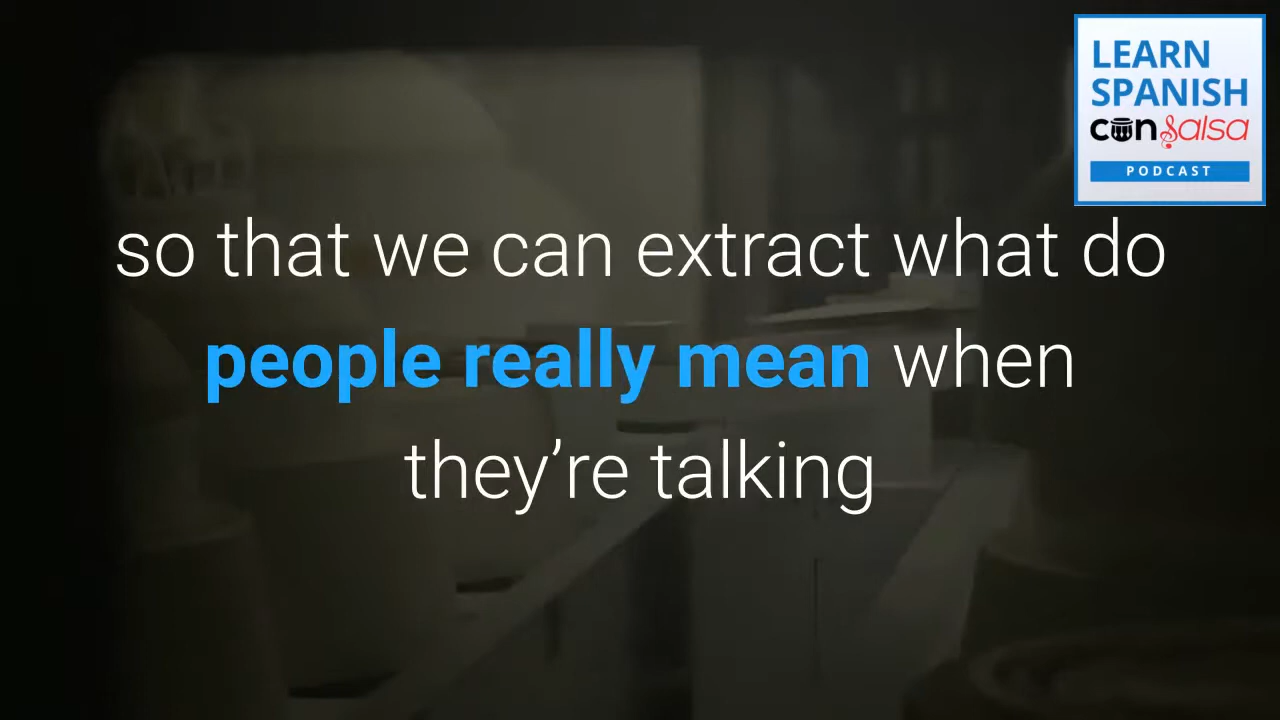 LEARN
SPANISH
con salsa
PODCAST
so that we can extract what do
people really mean when
they’re talking